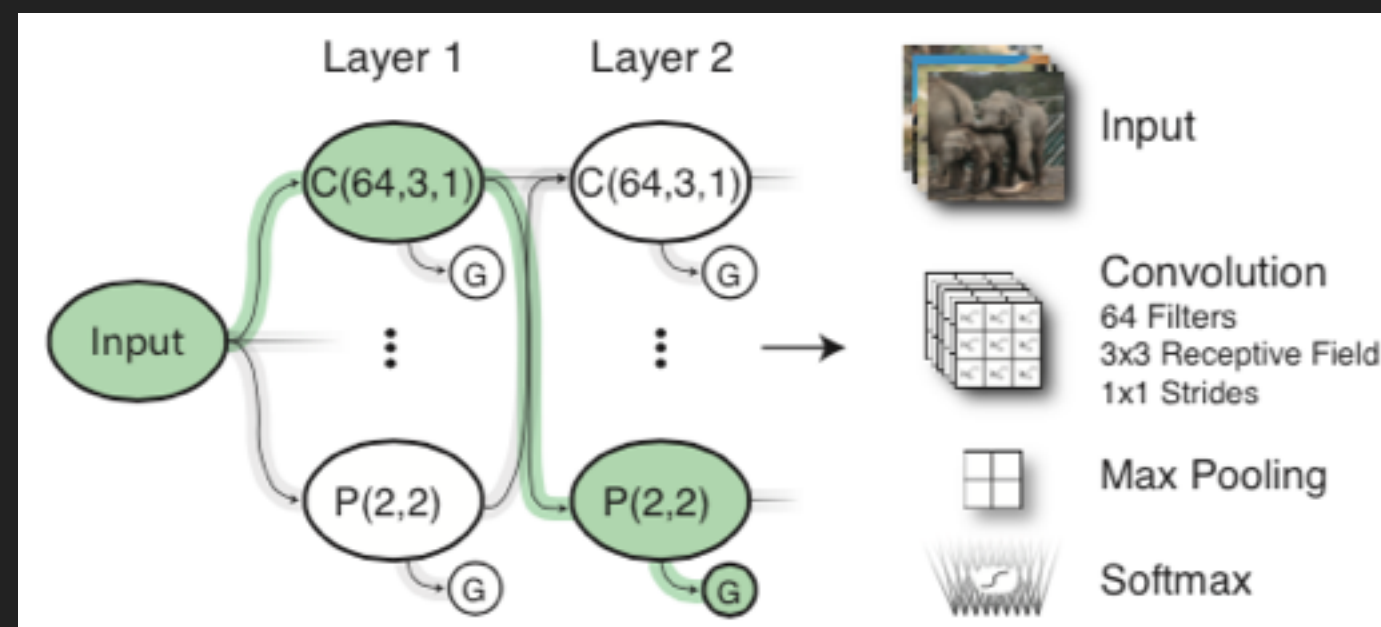 Layer 1
Layer 2
Input
C(64,3,1)
C(64,3,1)
G
G
Input
P(2,2)
P(2,2)
G
G
Input
Convolution
64 Filters
3x3 Receptive Field
1x1 Strides
Max Pooling
Softmax